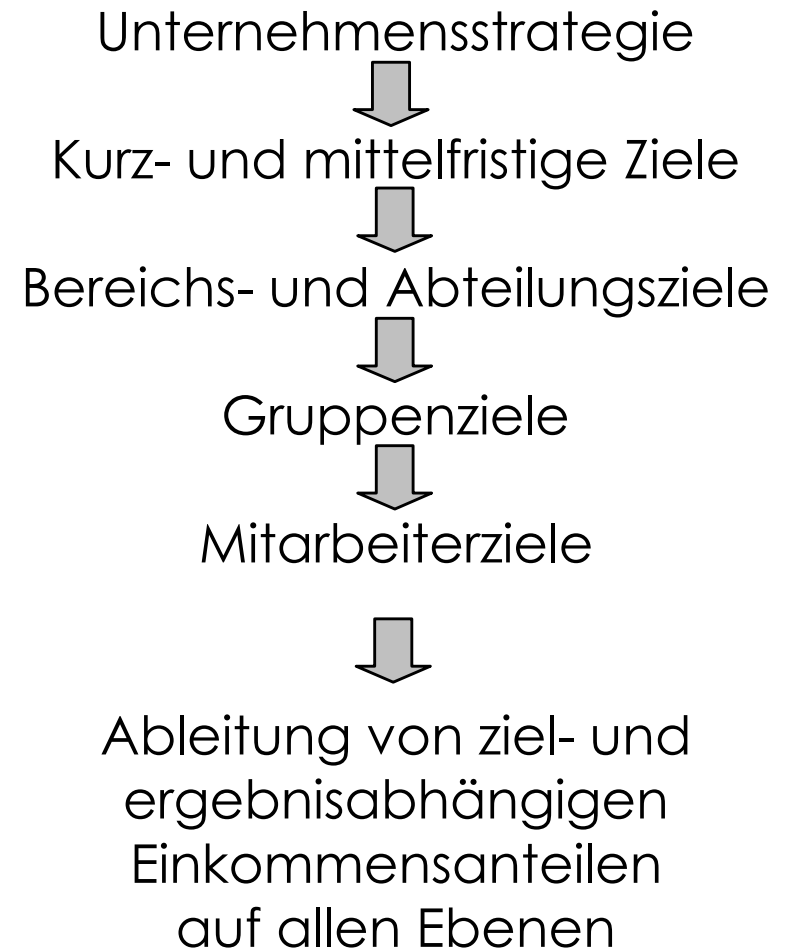 Unternehmensstrategie
Kurz- und mittelfristige Ziele
Bereichs- und Abteilungsziele
Gruppenziele
Mitarbeiterziele
Ableitung von ziel- und
ergebnisabhängigen
Einkommensanteilen
auf allen Ebenen